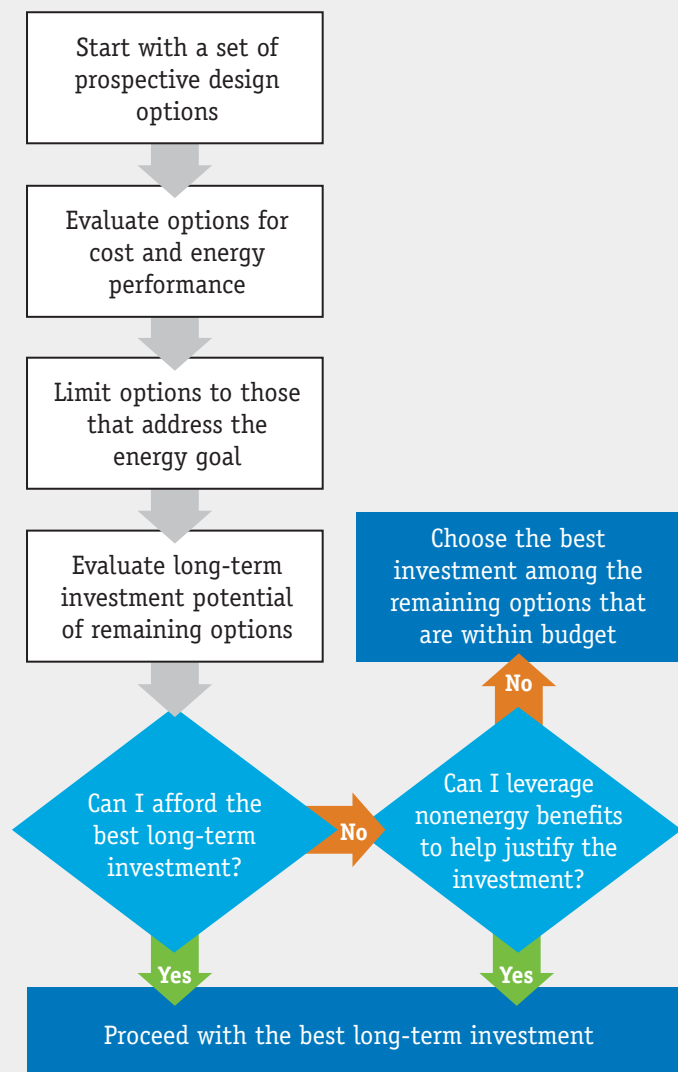 Start with a set of
prospective design
options
Evaluate options for
cost and energy
performance
Limit options to those
that address the
energy goal
Evaluate long-term
investment potential
of remaining options
Choose the best
investment among the
remaining options that
are within budget
No
Can I afford the
best long-term
investment?
No
Can I leverage
nonenergy benefits
to help justify the
investment?
Yes
Yes
Proceed with the best long-term investment